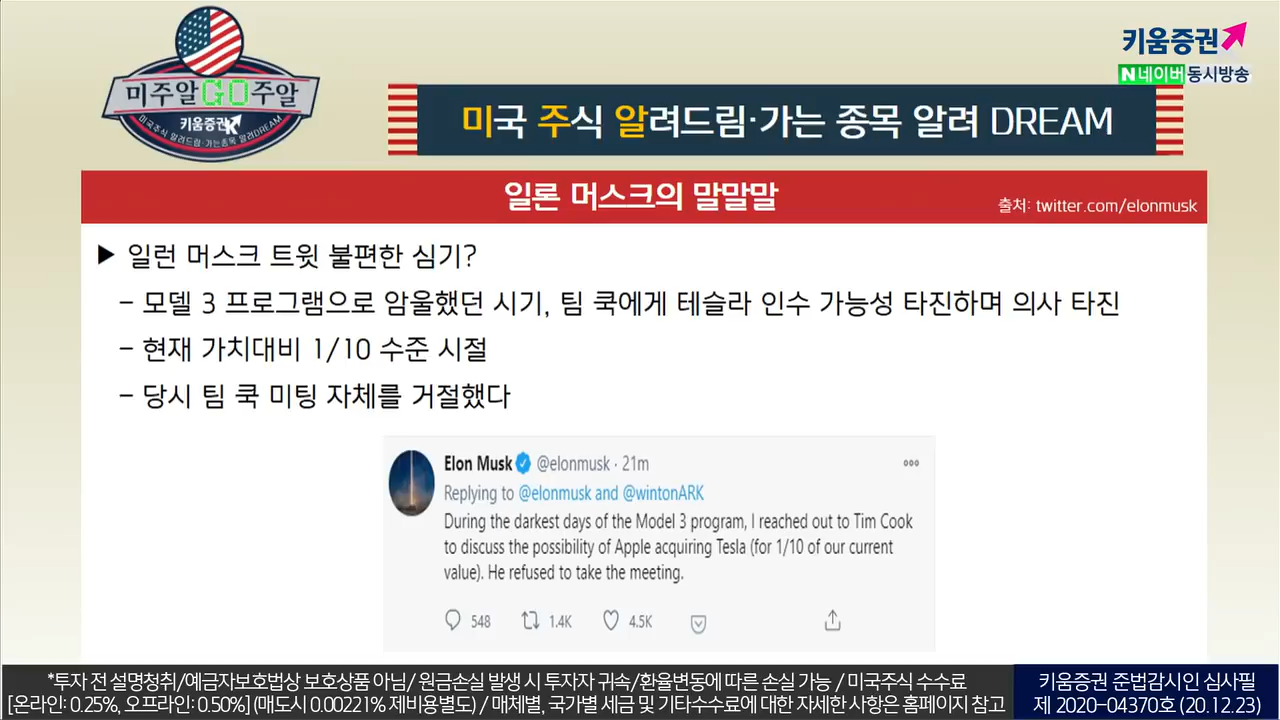 미주알GO주알
키움증권
미국주식 알려드림·가는종목 알려DREAM
키움증권
N네이버 동시방송
미국 주식 알려드림·가는 종목 알려 DREAM
일론 머스크의 말말말
출처: twitter.com/elonmusk
▶ 일런 머스크 트윗 불편한 심기?
– 모델 3 프로그램으로 암울했던 시기, 팀 쿡에게 테슬라 인수 가능성 타진하며 의사 타진
– 현재 가치대비 1/10 수준 시절
– 당시 팀 쿡 미팅 자체를 거절했다
Elon Musk @elonmusk · 21m
Replying to @elonmusk and @wintonARK
During the darkest days of the Model 3 program, I reached out to Tim Cook
to discuss the possibility of Apple acquiring Tesla (for 1/10 of our current
value). He refused to take the meeting.
548 1.4K 4.5K
*투자 전 설명청취/예금자보호법상 보호상품 아님/ 원금손실 발생 시 투자자 귀속/환율변동에 따른 손실 가능 / 미국주식 수수료
[온라인: 0.25%, 오프라인: 0.50%] (매도시 0.00221% 제비용별도) / 매체별, 국가별 세금 및 기타수수료에 대한 자세한 사항은 홈페이지 참고
키움증권 준법감시인 심사필
제 2020-04370호 (20.12.23)